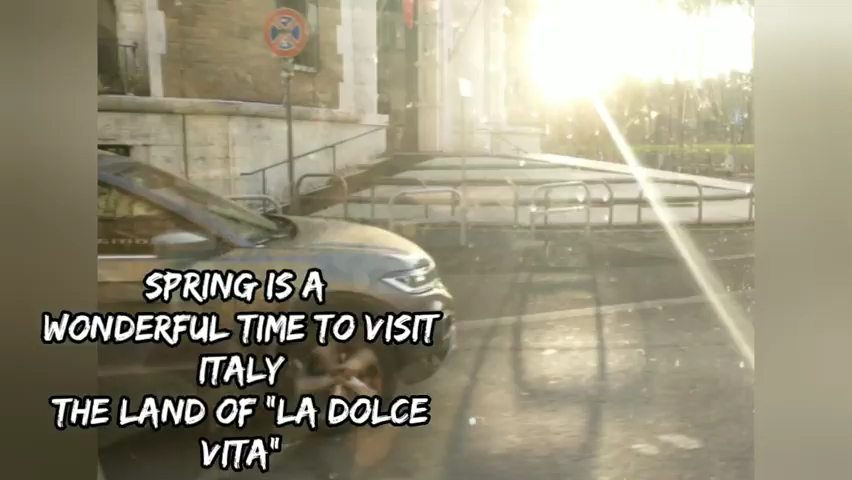 SPRING IS A
WONDERFUL TIME TO VISIT
ITALY
THE LAND OF "LA DOLCE
VITA"